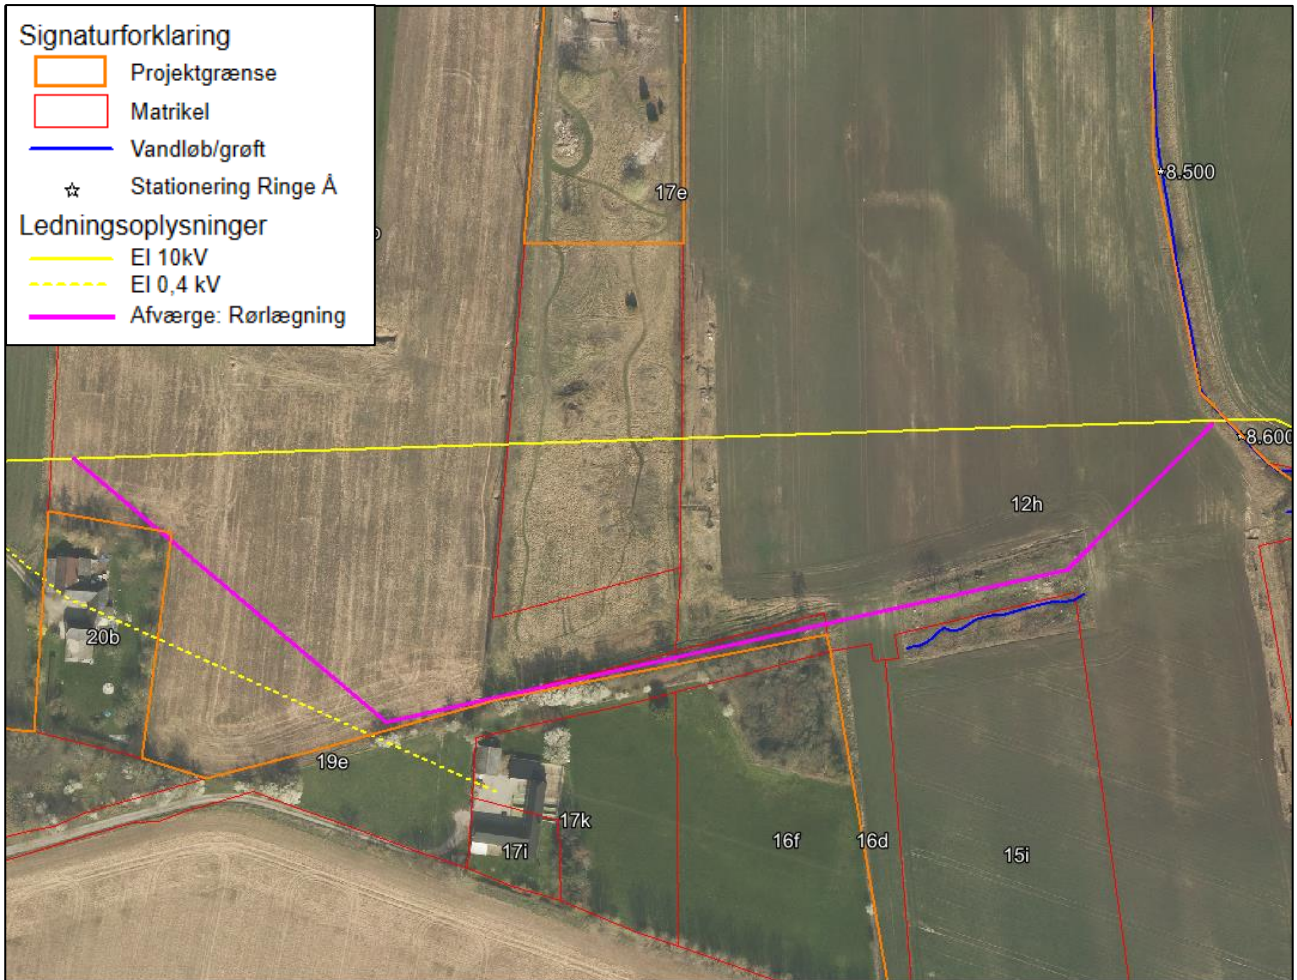 Signaturforklaring
Projektgrænse
Matrikel
Vandløb/grøft
Stationering Ringe Å
Ledningsoplysninger
El 10kV
El 0,4 kV
Afværge: Rørlægning
17e
8.500
8.600
12h
20b
19e
17k
17i
16f
16d
15i